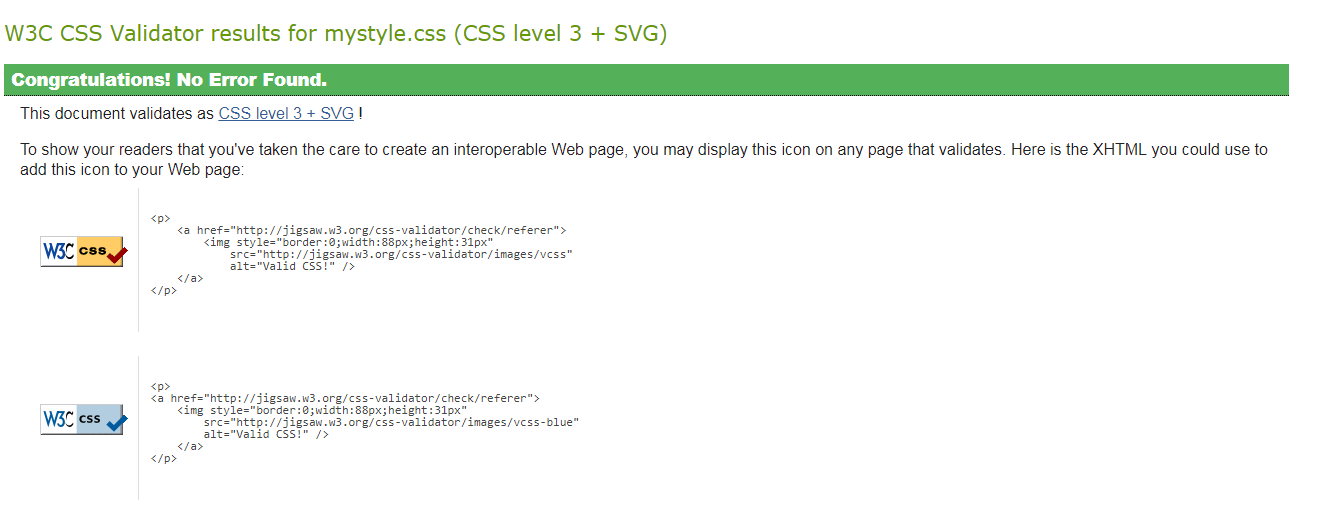 W3C CSS Validator results for mystyle.css (CSS level 3 + SVG)
Congratulations! No Error Found.
This document validates as CSS level 3 + SVG !
To show your readers that you've taken the care to create an interoperable Web page, you may display this icon on any page that validates. Here is the XHTML you could use to
add this icon to your Web page:
W3C css
<p>
    <a href="http://jigsaw.w3.org/css-validator/check/referer">
        <img style="border:0;width:88px;height:31px"
            src="http://jigsaw.w3.org/css-validator/images/vcss"
            alt="Valid CSS!" />
    </a>
</p>
W3C css
<p>
<a href="http://jigsaw.w3.org/css-validator/check/referer">
    <img style="border:0;width:88px;height:31px"
        src="http://jigsaw.w3.org/css-validator/images/vcss-blue"
        alt="Valid CSS!" />
    </a>
</p>